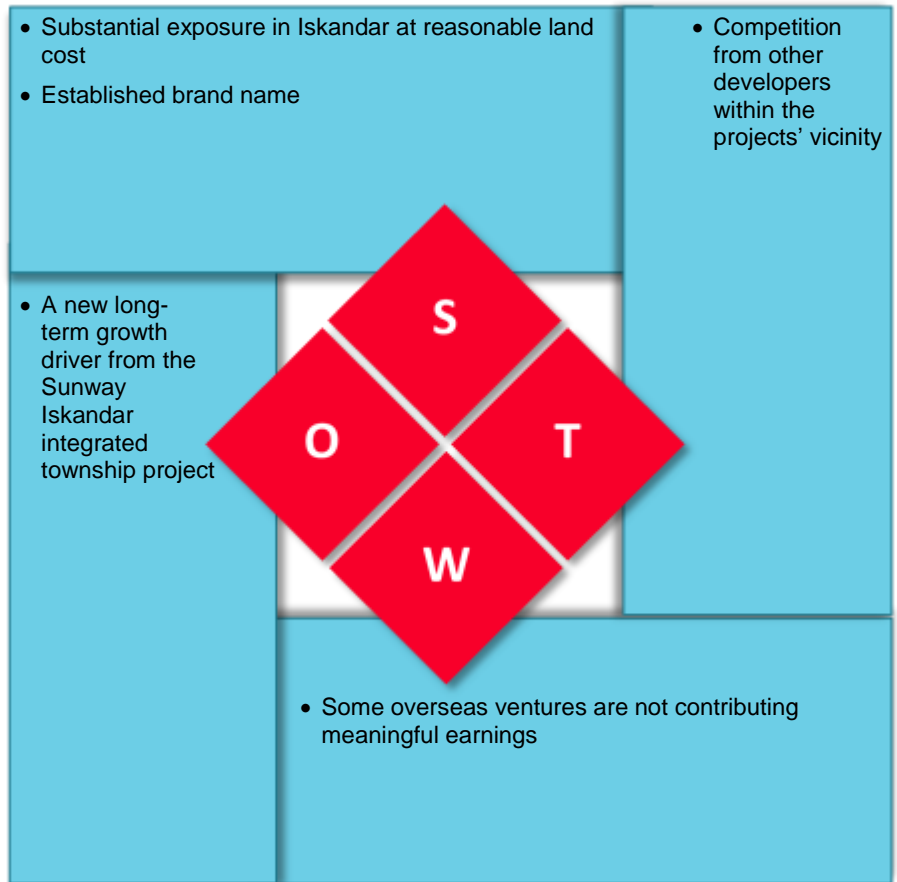 • Substantial exposure in Iskandar at reasonable land
cost
• Established brand name
• Competition
from other
developers
within the
projects’ vicinity
• A new long-
term growth
driver from the
Sunway
Iskandar
integrated
township project
S
O
T
W
• Some overseas ventures are not contributing
meaningful earnings